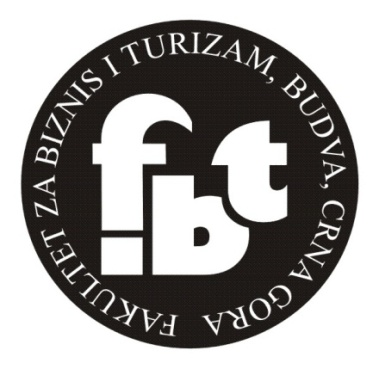 FAKULTET ZA BIZNIS I TURIZAM, BUDVA, CRNA GORA
fbt